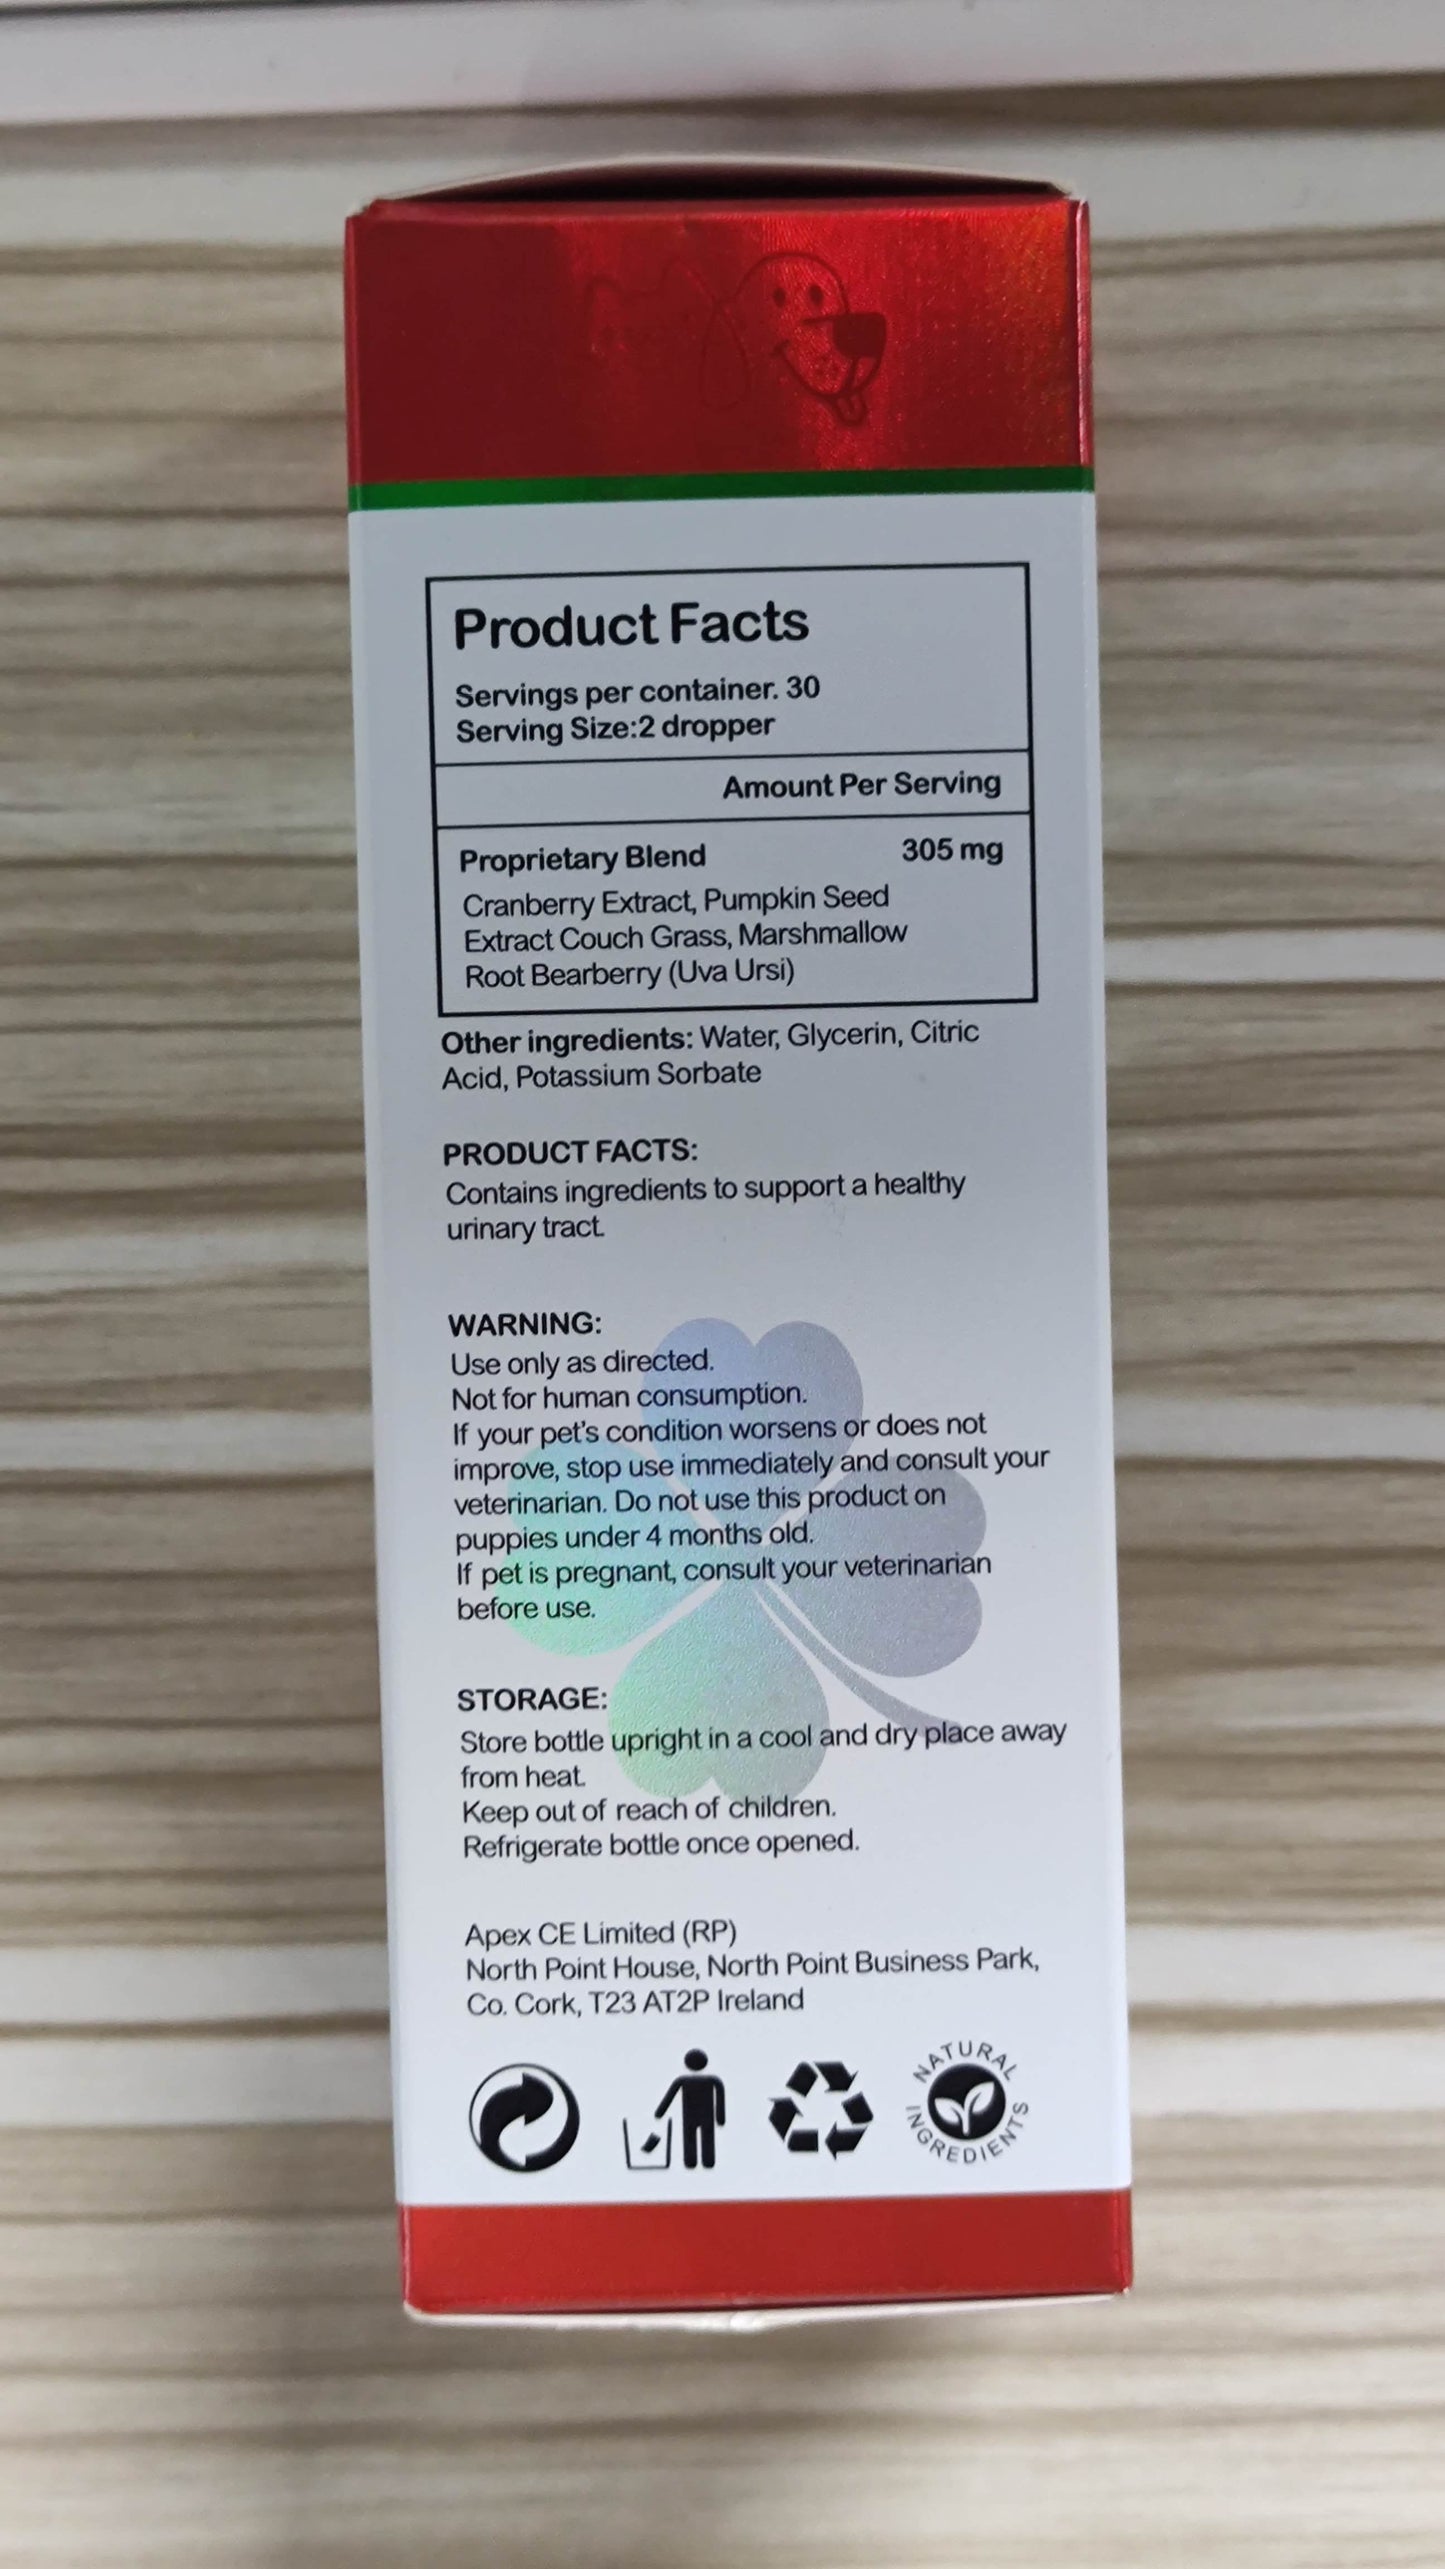 Product Facts
Servings per container. 30
Serving Size:2 dropper
Amount Per Serving
Proprietary Blend 305 mg
Cranberry Extract, Pumpkin Seed
Extract Couch Grass, Marshmallow
Root Bearberry (Uva Ursi)
Other ingredients: Water, Glycerin, Citric
Acid, Potassium Sorbate
PRODUCT FACTS:
Contains ingredients to support a healthy
urinary tract.
WARNING:
Use only as directed.
Not for human consumption.
If your pet's condition worsens or does not
improve, stop use immediately and consult your
veterinarian. Do not use this product on
puppies under 4 months old.
If pet is pregnant, consult your veterinarian
before use.
STORAGE:
Store bottle upright in a cool and dry place away
from heat.
Keep out of reach of children.
Refrigerate bottle once opened.
Apex CE Limited (RP)
North Point House, North Point Business Park,
Co. Cork, T23 AT2P Ireland
NATURAL
INGREDIENTS